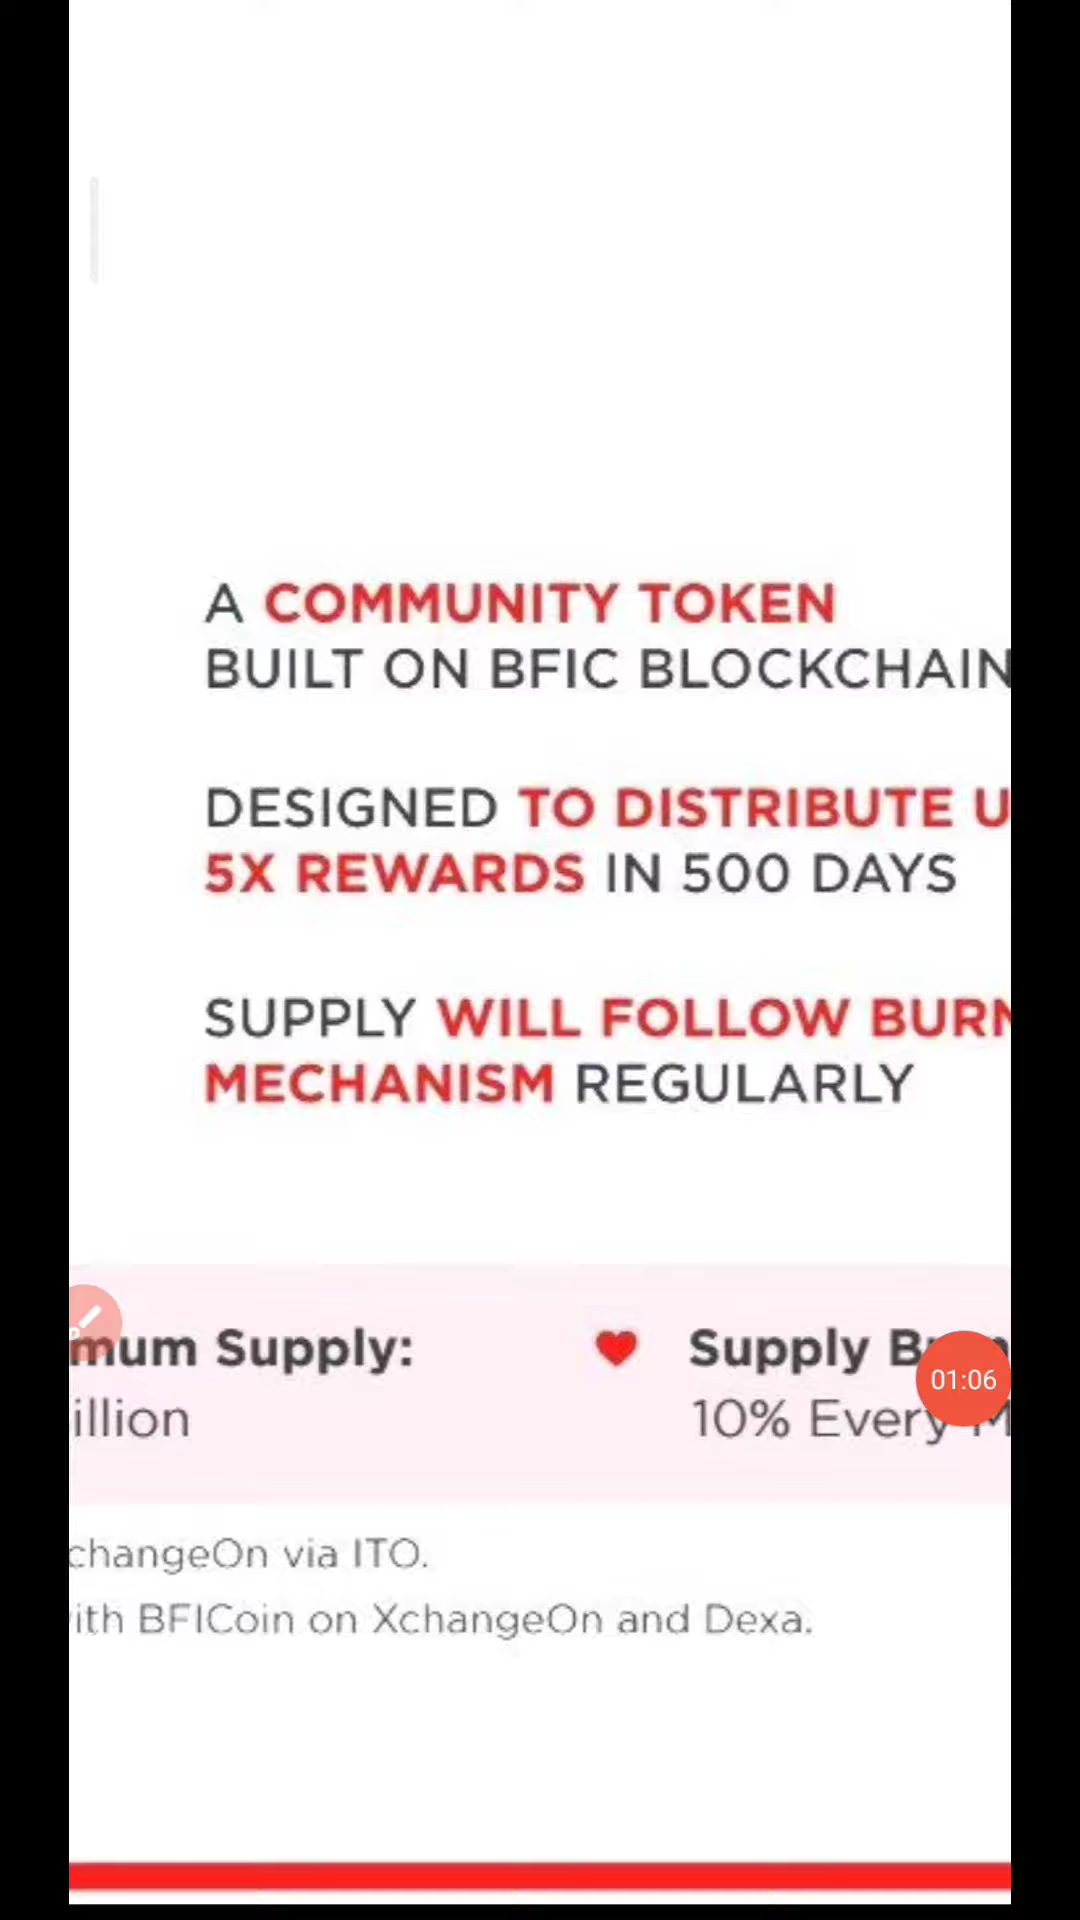 A COMMUNITY TOKEN
BUILT ON BFIC BLOCKCHAIN
DESIGNED TO DISTRIBUTE U
5X REWARDS IN 500 DAYS
SUPPLY WILL FOLLOW BURN
MECHANISM REGULARLY
mum Supply:
illion
Supply
10% Every
01:06
changeOn via ITO.
ith BFICoin on XchangeOn and Dexa.